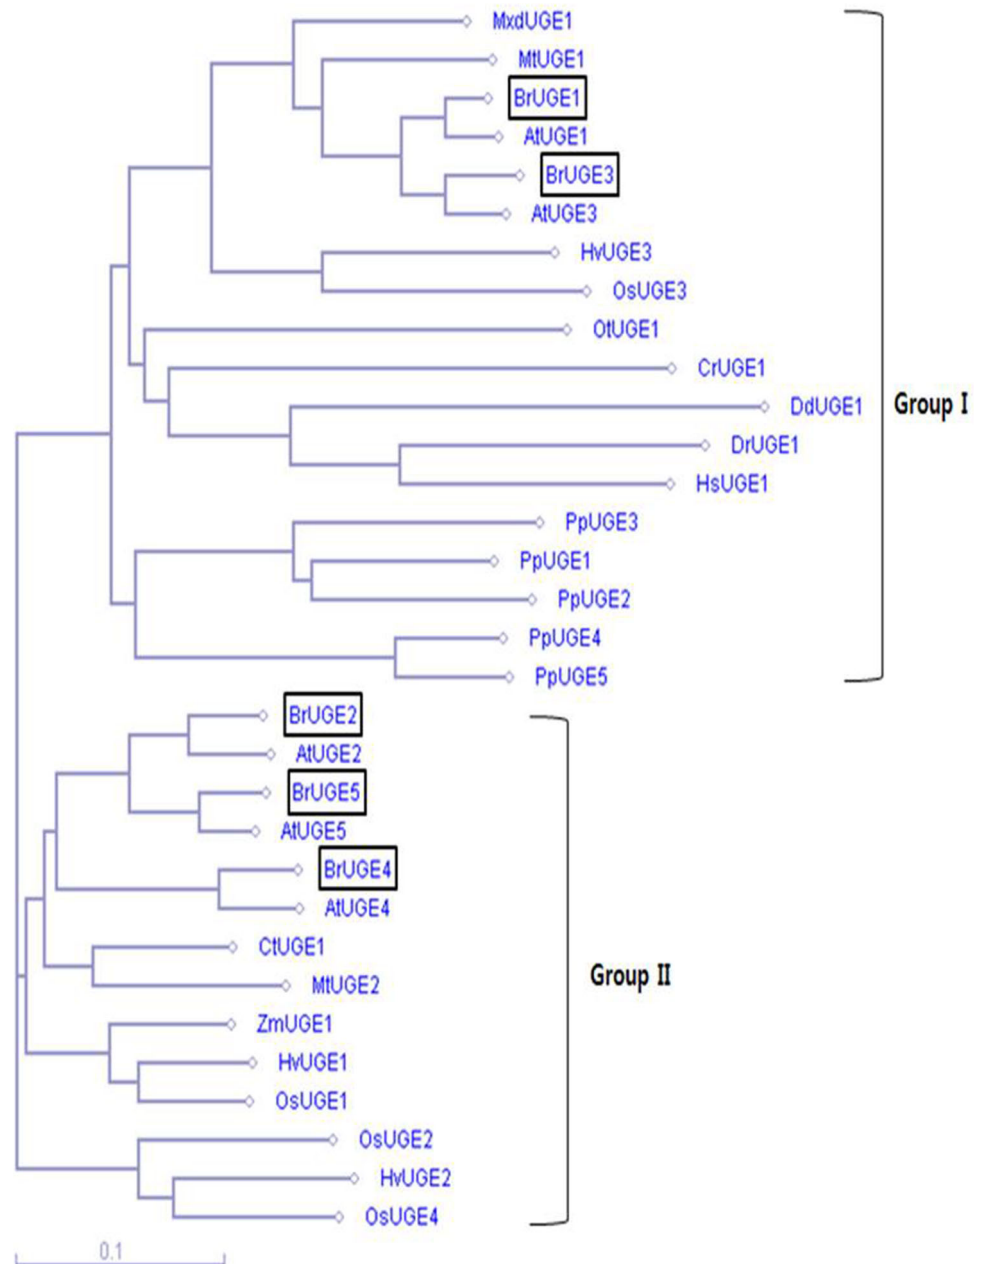 MxdUGE1
MtUGE1
BrUGE1
AtUGE1
BrUGE3
AtUGE3
HvUGE3
OsUGE3
OtUGE1
CrUGE1
DdUGE1
Group I
DrUGE1
HsUGE1
PpUGE3
PpUGE1
PpUGE2
PpUGE4
PpUGE5
BrUGE2
AtUGE2
BrUGE5
AtUGE5
BrUGE4
AtUGE4
CtUGE1
Group II
MtUGE2
ZmUGE1
HvUGE1
OsUGE1
OsUGE2
HvUGE2
OsUGE4
0.1